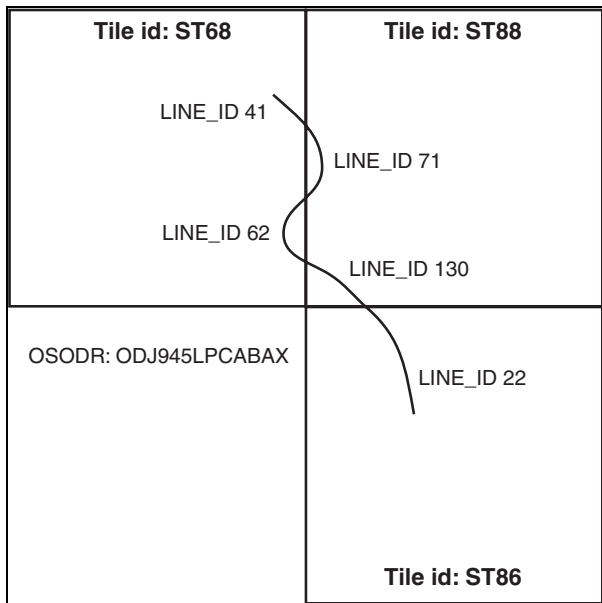 Tile id: ST68
Tile id: ST88
LINE_ID 41
LINE_ID 71
LINE_ID 62
LINE_ID 130
OSODR: ODJ945LPCABAX
LINE_ID 22
Tile id: ST86